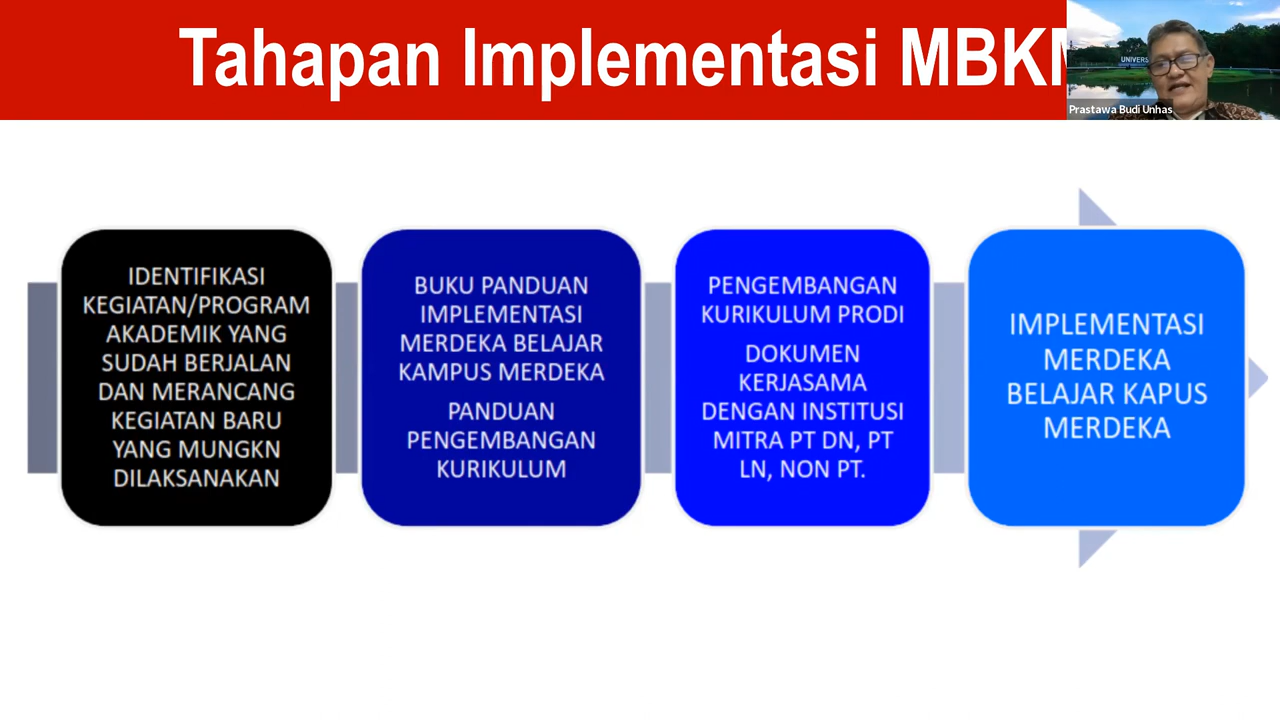 Tahapan Implementasi MBKM
UNIVERS
Prastawa Budi Unhas
IDENTIFIKASI
KEGIATAN/PROGRAM
AKADEMIK YANG
SUDAH BERJALAN
DAN MERANCANG
KEGIATAN BARU
YANG MUNGKN
DILAKSANAKAN
BUKU PANDUAN
IMPLEMENTASI
MERDEKA BELAJAR
KAMPUS MERDEKA
PANDUAN
PENGEMBANGAN
KURIKULUM
PENGEMBANGAN
KURIKULUM PRODI
DOKUMEN
KERJASAMA
DENGAN INSTITUSI
MITRA PT DN, PT
LN, NON PT.
IMPLEMENTASI
MERDEKA
BELAJAR KAPUS
MERDEKA